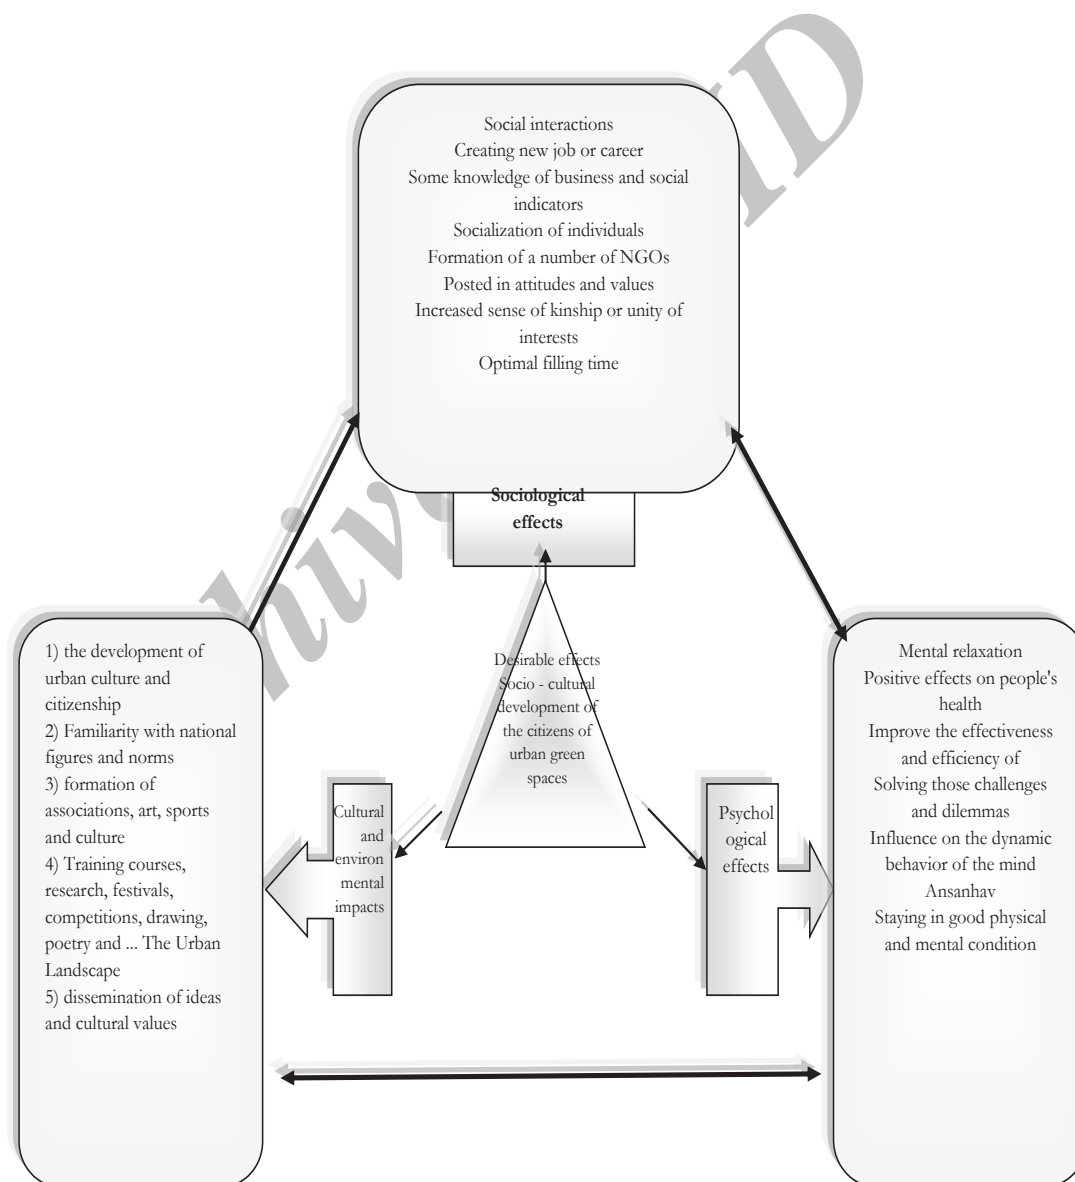 Social interactions
Creating new job or career
Some knowledge of business and social
indicators
Socialization of individuals
Formation of a number of NGOs
Posted in attitudes and values
Increased sense of kinship or unity of
interests
Optimal filling time
Sociological
effects
Desirable effects
Socio - cultural
development of
the citizens of
urban green
spaces
1) the development of
urban culture and
citizenship
2) Familiarity with national
figures and norms
3) formation of
associations, art, sports
and culture
4) Training courses,
research, festivals,
competitions, drawing,
poetry and ... The Urban
Landscape
5) dissemination of ideas
and cultural values
Cultural
and
environ
mental
impacts
Psychol
ogical
effects
Mental relaxation
Positive effects on people's
health
Improve the effectiveness
and efficiency of
Solving those challenges
and dilemmas
Influence on the dynamic
behavior of the mind
Ansanhav
Staying in good physical
and mental condition